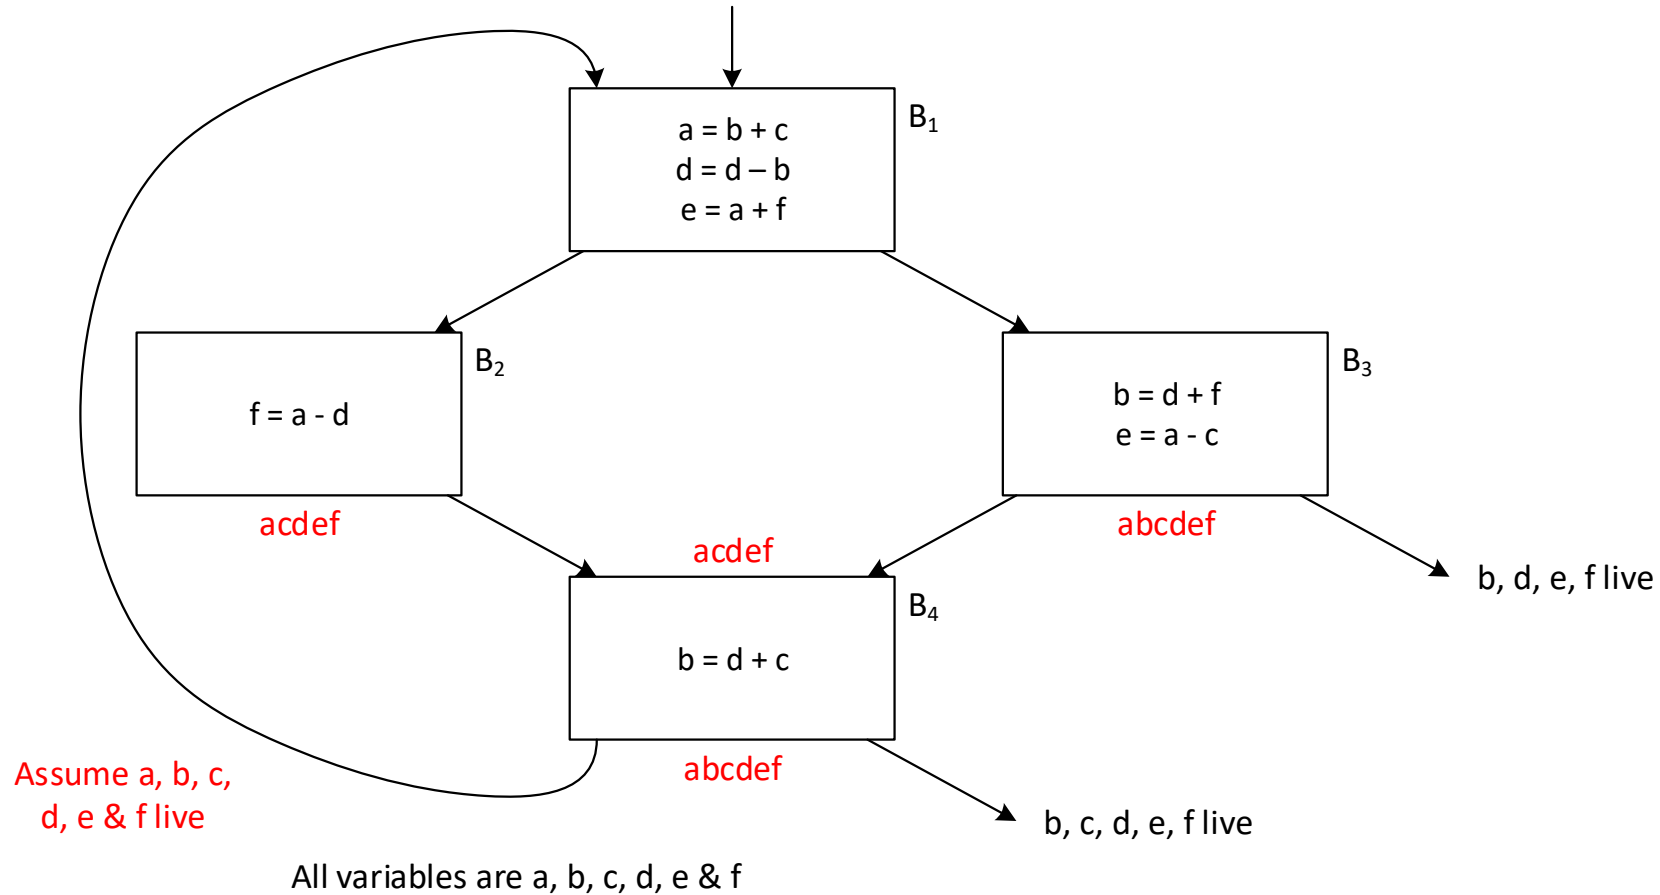 a = b + c
d = d – b
e = a + f
B₁
f = a - d
B₂
b = d + f
e = a - c
B₃
acdef
abcdef
acdef
b, d, e, f live
b = d + c
B₄
abcdef
Assume a, b, c,
d, e & f live
b, c, d, e, f live
All variables are a, b, c, d, e & f